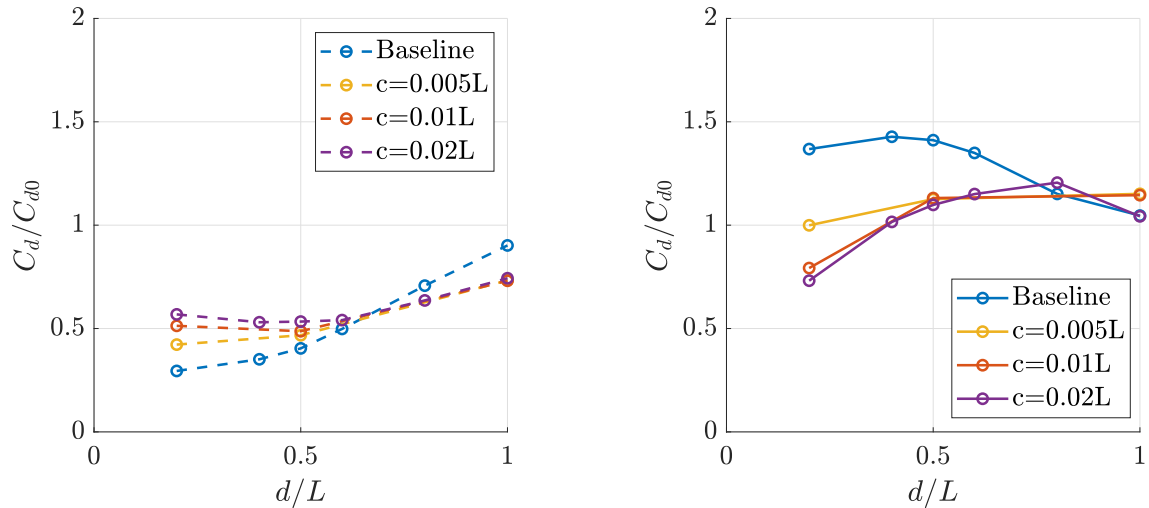 2
1.5
1
0.5
0
0
0.5
1
C_d/C_{d0}
d/L
Baseline
c=0.005L
c=0.01L
c=0.02L
2
1.5
1
0.5
0
0
0.5
1
C_d/C_{d0}
d/L
Baseline
c=0.005L
c=0.01L
c=0.02L